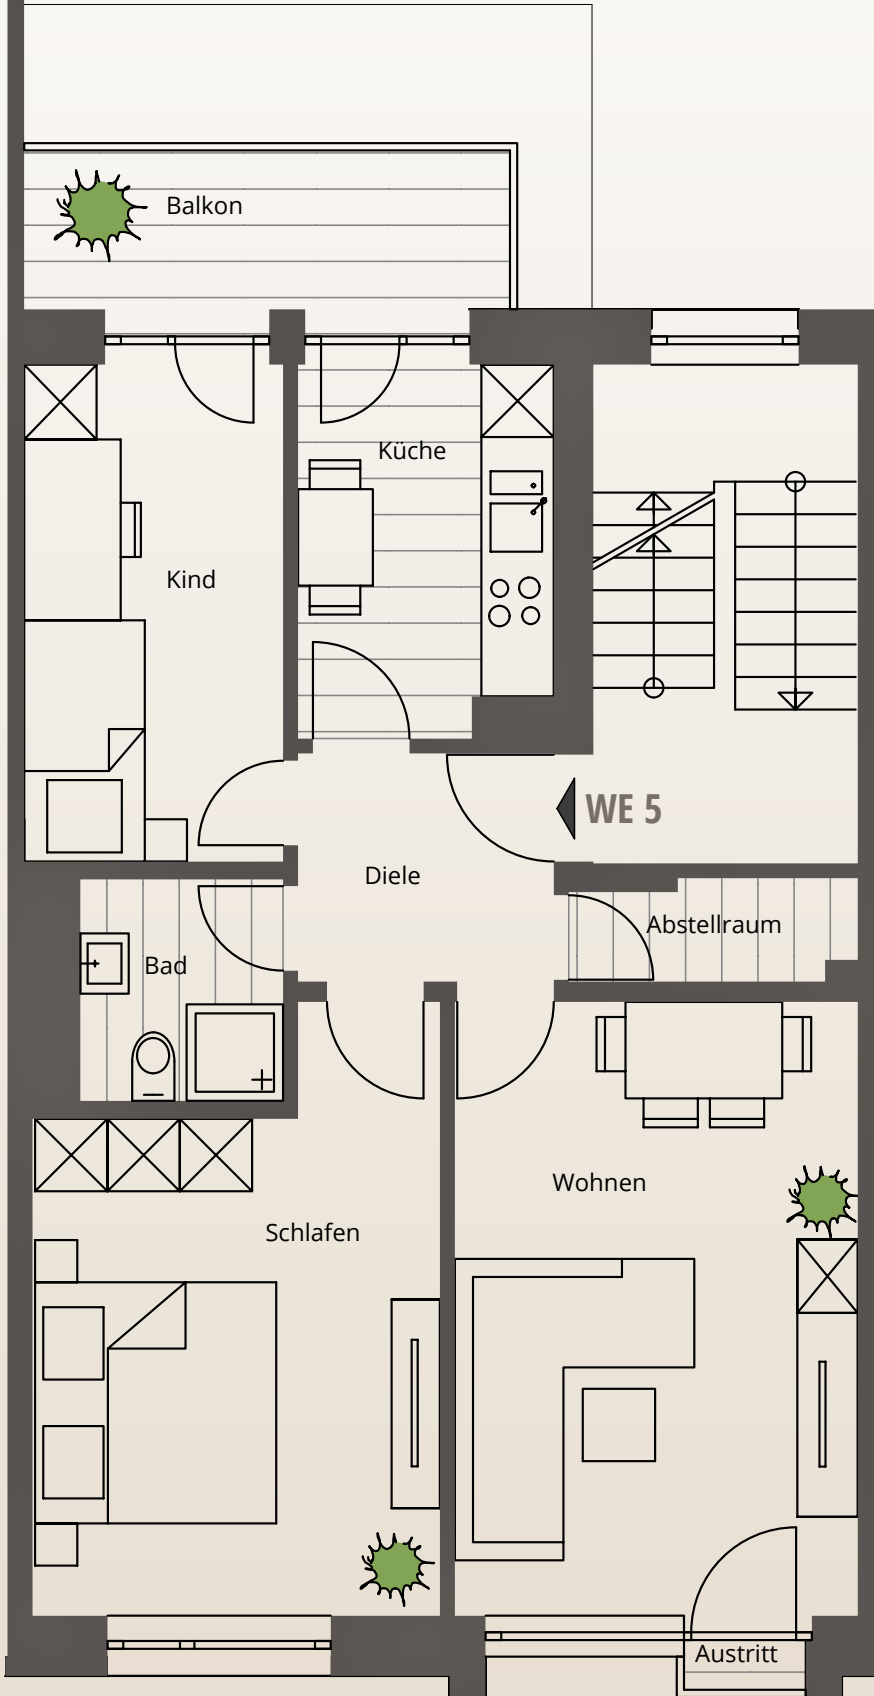 Balkon
Küche
Kind
WE 5
Diele
Abstellraum
Bad
Wohnen
Schlafen
Austritt